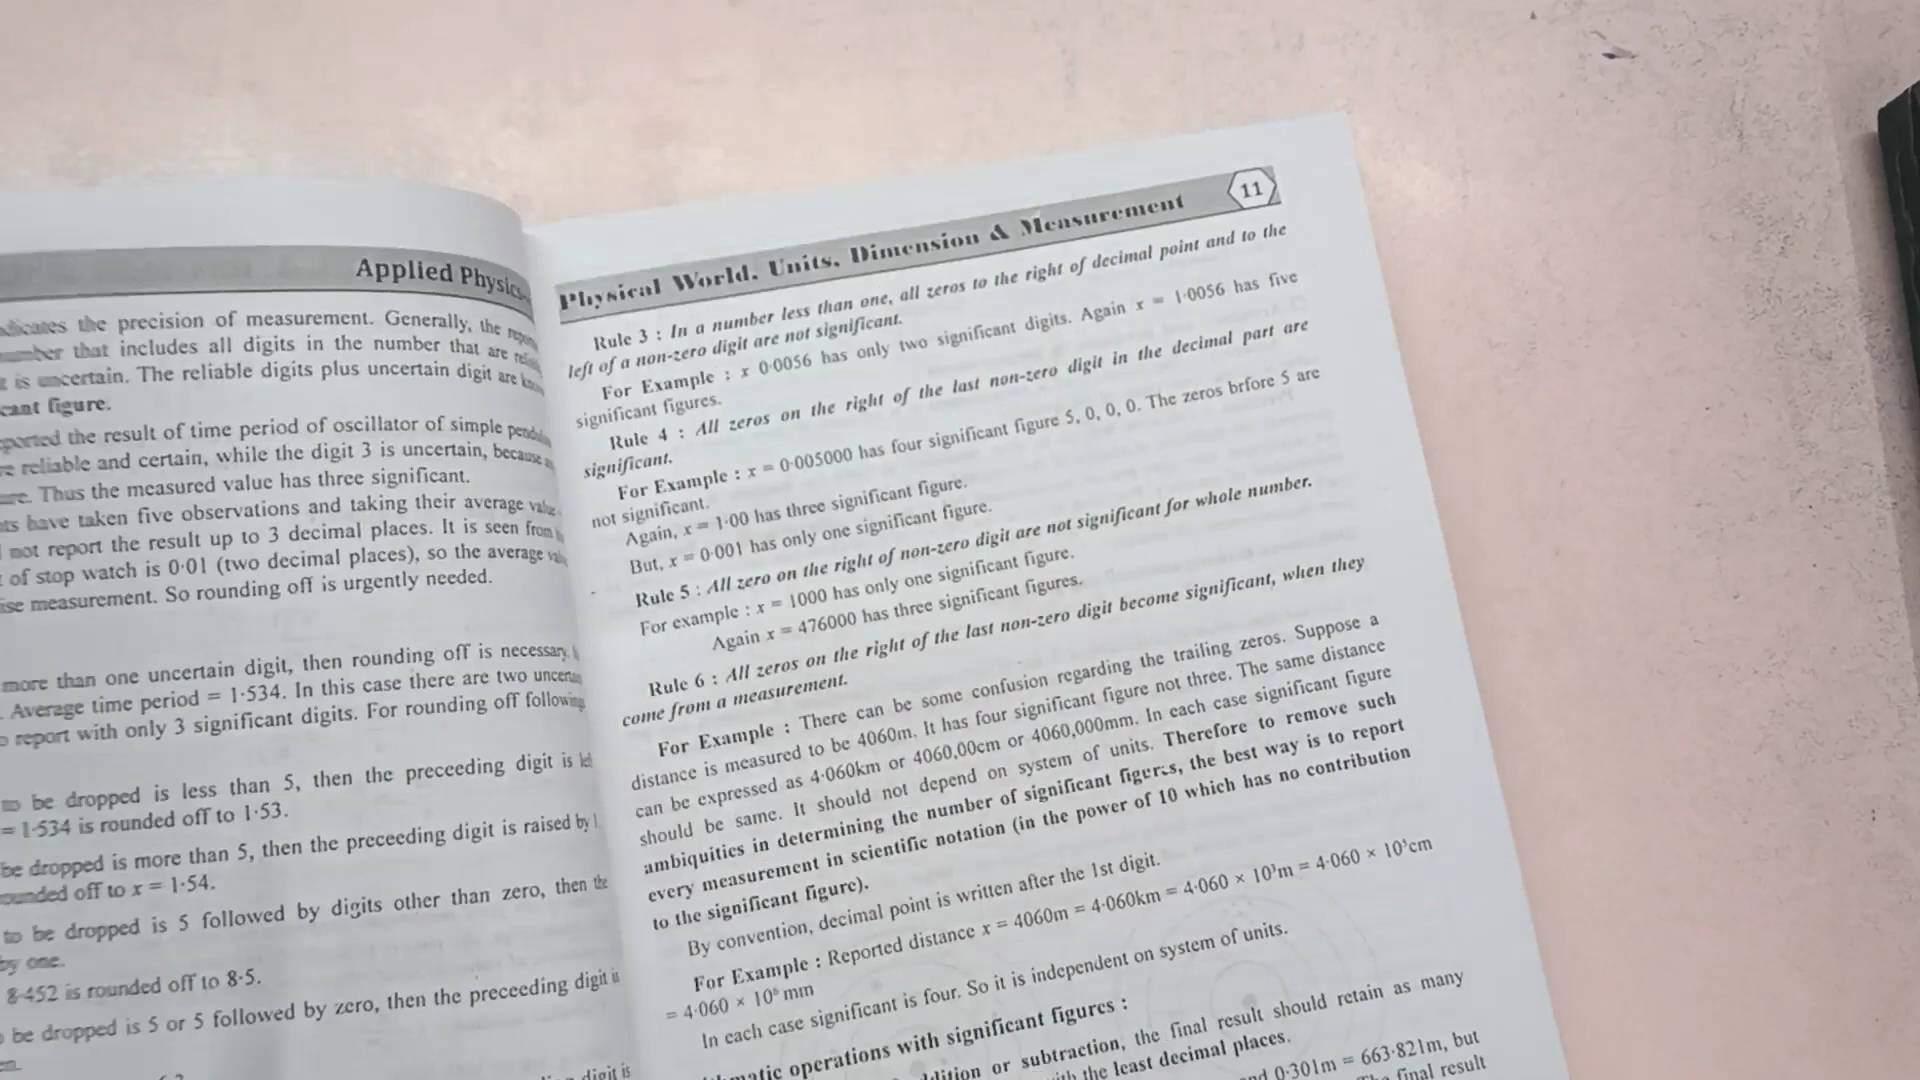 Applied Physics-
dicates the precision of measurement. Generally, the
number that includes all digits in the number that are
t is uncertain. The reliable digits plus uncertain digit are
cant figure.
ported the result of time period of oscillator of simple
re reliable and certain, while the digit 3 is uncertain, because
ure. Thus the measured value has three significant.
nts have taken five observations and taking their average value
not report the result up to 3 decimal places. It is seen from
t of stop watch is 0·01 (two decimal places), so the average
ise measurement. So rounding off is urgently needed.
more than one uncertain digit, then rounding off is necessary.
. Average time period = 1·534. In this case there are two
o report with only 3 significant digits. For rounding off following
to be dropped is less than 5, then the preceeding digit is
= 1·534 is rounded off to 1·53.
be dropped is more than 5, then the preceeding digit is raised by 1
ounded off to x = 1·54.
to be dropped is 5 followed by digits other than zero, then the
by one.
8·452 is rounded off to 8·5.
be dropped is 5 or 5 followed by zero, then the preceeding digit is
digit is
Physical World, Units, Dimension & Measurement
11
Rule 3 : In a number less than one, all zeros to the right of decimal point and to the
left of a non-zero digit are not significant.
For Example : x 0·0056 has only two significant digits. Again x = 1·0056 has five
significant figures.
Rule 4 : All zeros on the right of the last non-zero digit in the decimal part are
significant.
For Example : x = 0·005000 has four significant figure 5, 0, 0, 0. The zeros brfore 5 are
not significant.
Again, x = 1·00 has three significant figure.
But, x = 0·001 has only one significant figure.
Rule 5 : All zero on the right of non-zero digit are not significant for whole number.
For example : x = 1000 has only one significant figure.
Again x = 476000 has three significant figures.
Rule 6 : All zeros on the right of the last non-zero digit become significant, when they
come from a measurement.
For Example : There can be some confusion regarding the trailing zeros. Suppose a
distance is measured to be 4060m. It has four significant figure not three. The same distance
can be expressed as 4·060km or 4060,00cm or 4060,000mm. In each case significant figure
should be same. It should not depend on system of units. Therefore to remove such
ambiquities in determining the number of significant figures, the best way is to report
every measurement in scientific notation (in the power of 10 which has no contribution
to the significant figure).
By convention, decimal point is written after the 1st digit.
For Example : Reported distance x = 4060m = 4·060km = 4·060 × 10³m = 4·060 × 10⁵cm
= 4·060 × 10⁶ mm
In each case significant is four. So it is independent on system of units.
matic operations with significant figures :
dition or subtraction, the final result should retain as many
the least decimal places.
0·301m = 663·821m, but
final result